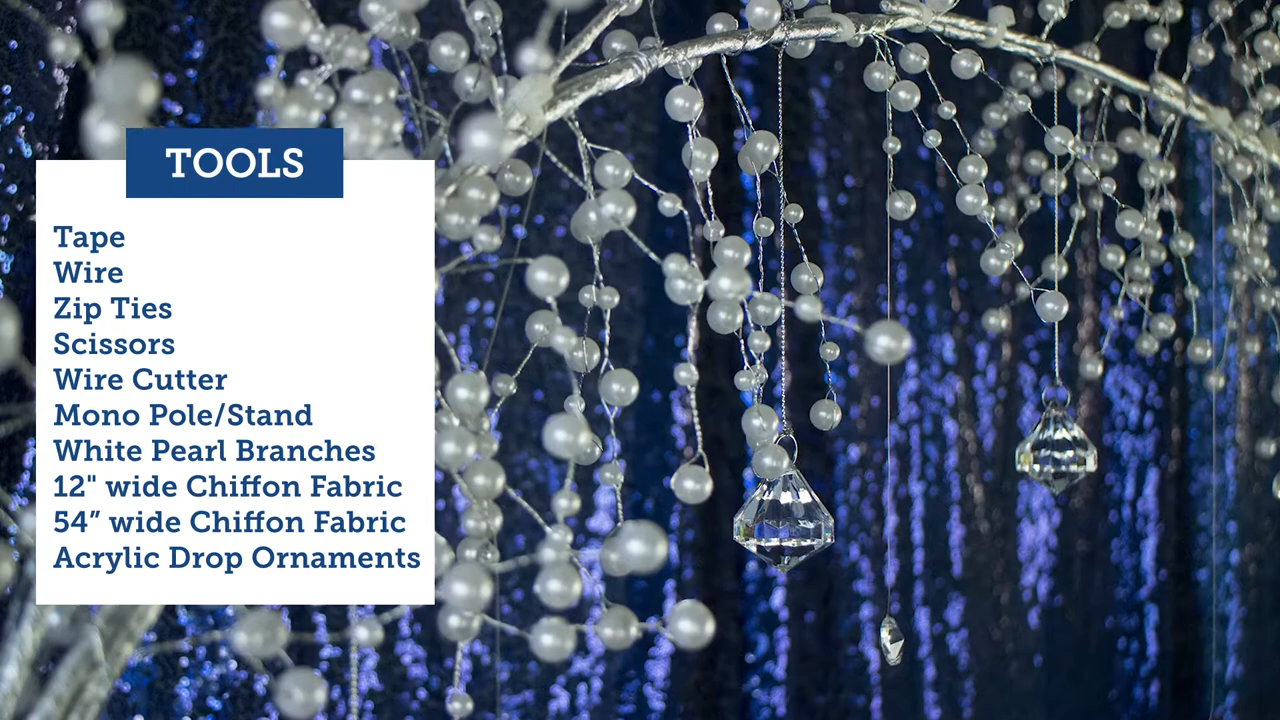 TOOLS
Tape
Wire
Zip Ties
Scissors
Wire Cutter
Mono Pole/Stand
White Pearl Branches
12" wide Chiffon Fabric
54” wide Chiffon Fabric
Acrylic Drop Ornaments